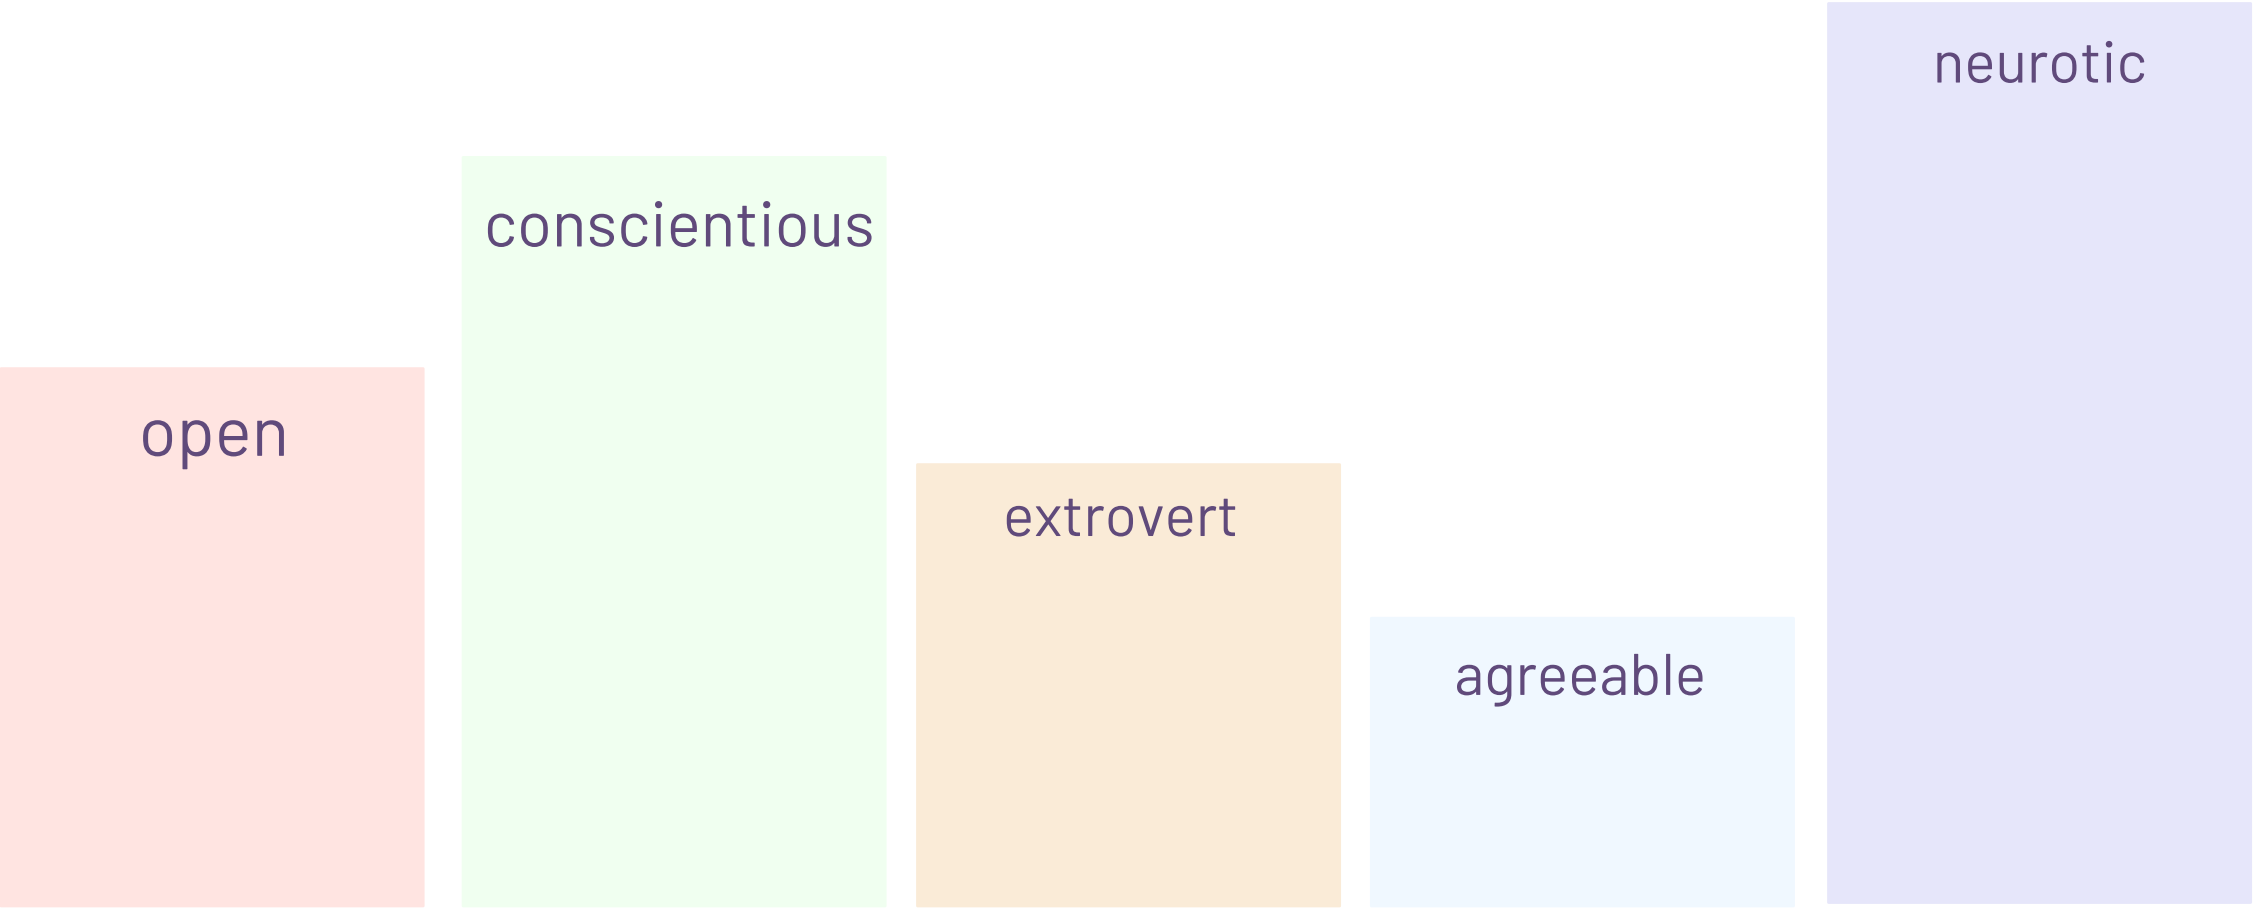 open
conscientious
extrovert
agreeable
neurotic